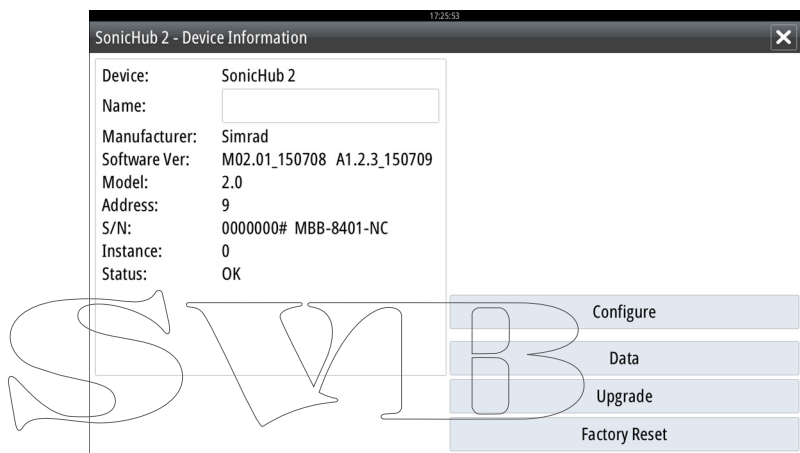 17:25:53
SonicHub 2 - Device Information
Device: SonicHub 2
Name:
Manufacturer: Simrad
Software Ver: M02.01_150708 A1.2.3_150709
Model: 2.0
Address: 9
S/N: 0000000# MBB-8401-NC
Instance: 0
Status: OK
Configure
Data
Upgrade
Factory Reset
SVB